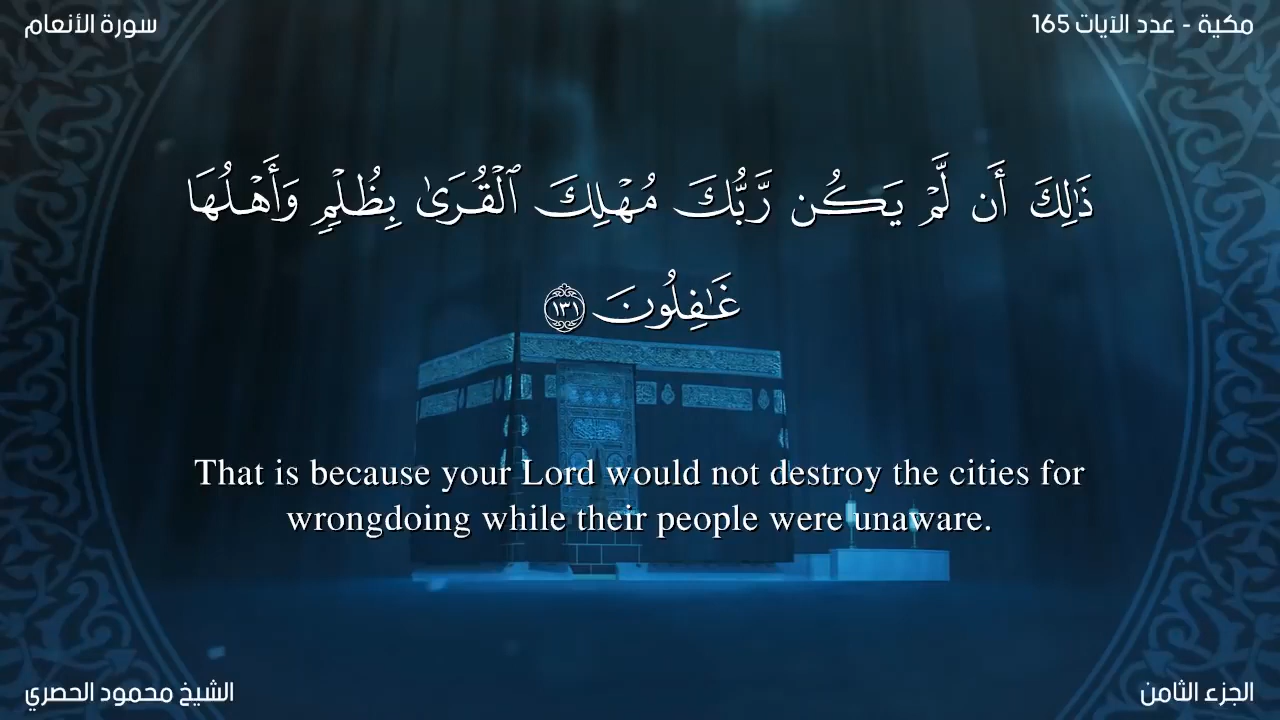 مكية - عدد الآيات 165
سورة الأنعام
ذَٰلِكَ أَن لَّمْ يَكُن رَّبُّكَ مُهْلِكَ ٱلْقُرَىٰ بِظُلْمٍ وَأَهْلُهَا
غَـٰفِلُونَ ١٣١
That is because your Lord would not destroy the cities for
wrongdoing while their people were unaware.
الجزء الثامن
الشيخ محمود الحصري